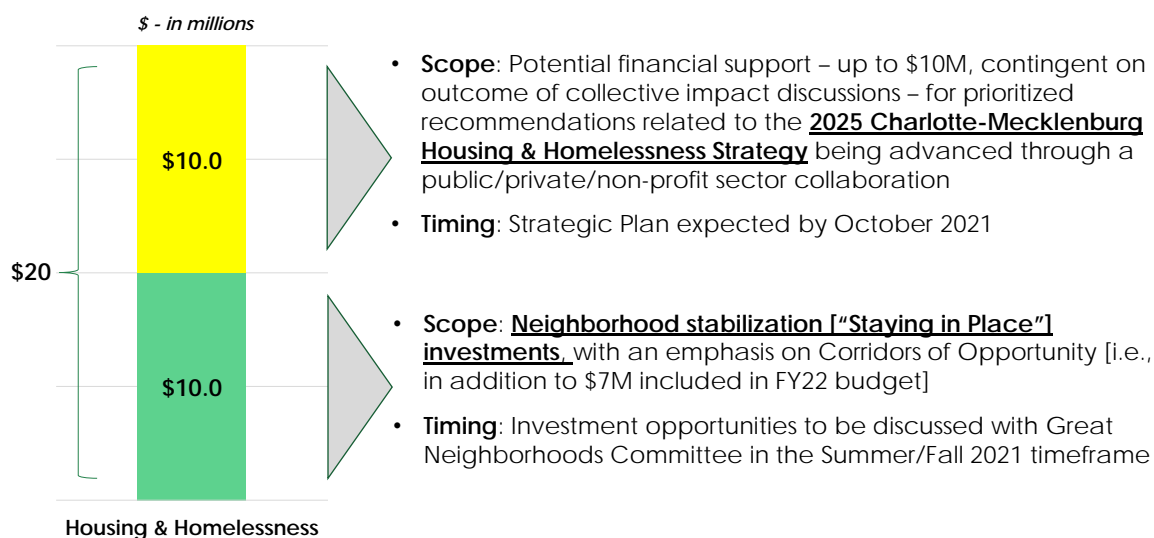 $ - in millions
• Scope: Potential financial support – up to $10M, contingent on
outcome of collective impact discussions – for prioritized
recommendations related to the 2025 Charlotte-Mecklenburg
Housing & Homelessness Strategy being advanced through a
public/private/non-profit sector collaboration
• Timing: Strategic Plan expected by October 2021
$10.0
$20
• Scope: Neighborhood stabilization [“Staying in Place”]
investments, with an emphasis on Corridors of Opportunity [i.e.,
in addition to $7M included in FY22 budget]
• Timing: Investment opportunities to be discussed with Great
Neighborhoods Committee in the Summer/Fall 2021 timeframe
$10.0
Housing & Homelessness